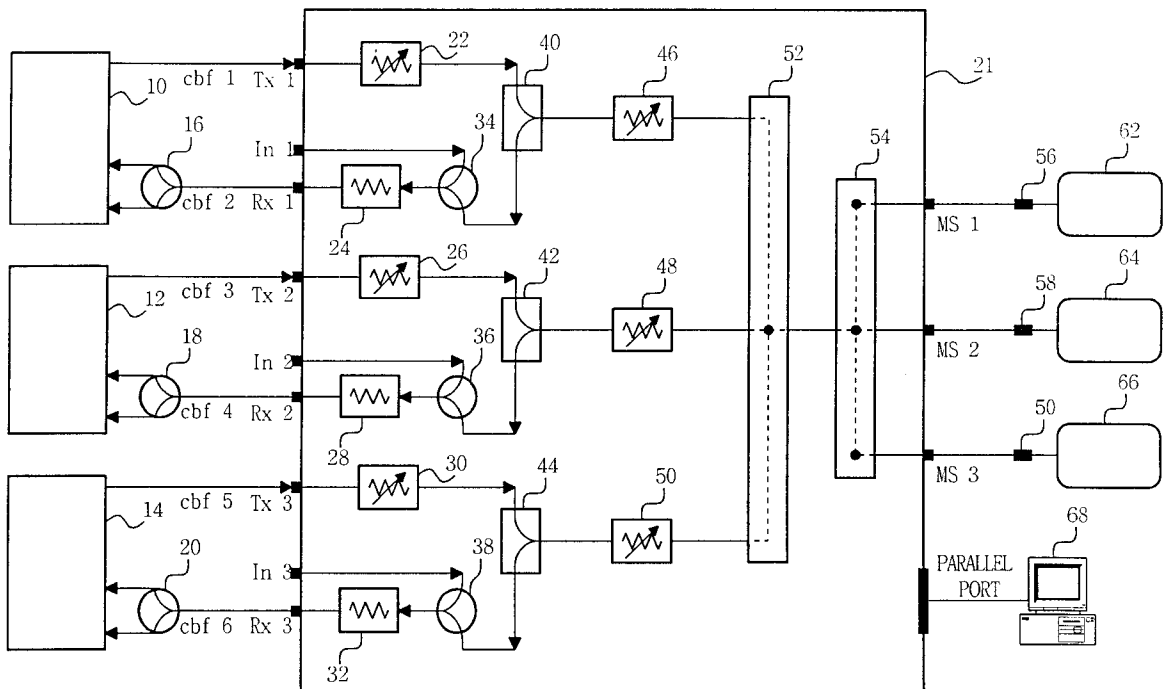 22
40
46
52
21
10
cbf 1 Tx 1
16
In 1
34
54
62
56
cbf 2 Rx 1
24
MS 1
26
42
48
64
58
12
cbf 3 Tx 2
18
In 2
36
MS 2
cbf 4 Rx 2
28
66
50
30
44
50
MS 3
14
cbf 5 Tx 3
20
In 3
38
68
PARALLEL
PORT
cbf 6 Rx 3
32